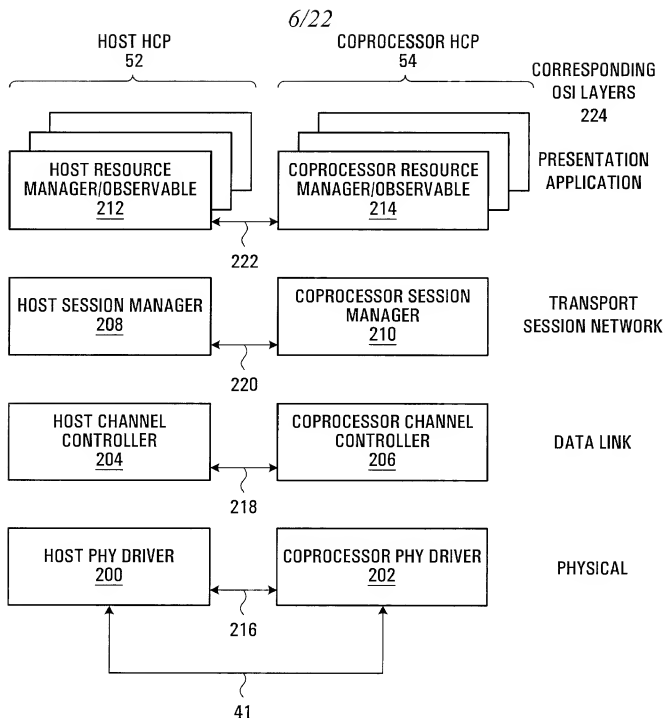 6/22
HOST HCP
52
COPROCESSOR HCP
54
CORRESPONDING
OSI LAYERS
224
HOST RESOURCE
MANAGER/OBSERVABLE
212
COPROCESSOR RESOURCE
MANAGER/OBSERVABLE
214
PRESENTATION
APPLICATION
222
HOST SESSION MANAGER
208
COPROCESSOR SESSION
MANAGER
210
TRANSPORT
SESSION NETWORK
220
HOST CHANNEL
CONTROLLER
204
COPROCESSOR CHANNEL
CONTROLLER
206
DATA LINK
218
HOST PHY DRIVER
200
COPROCESSOR PHY DRIVER
202
PHYSICAL
216
41